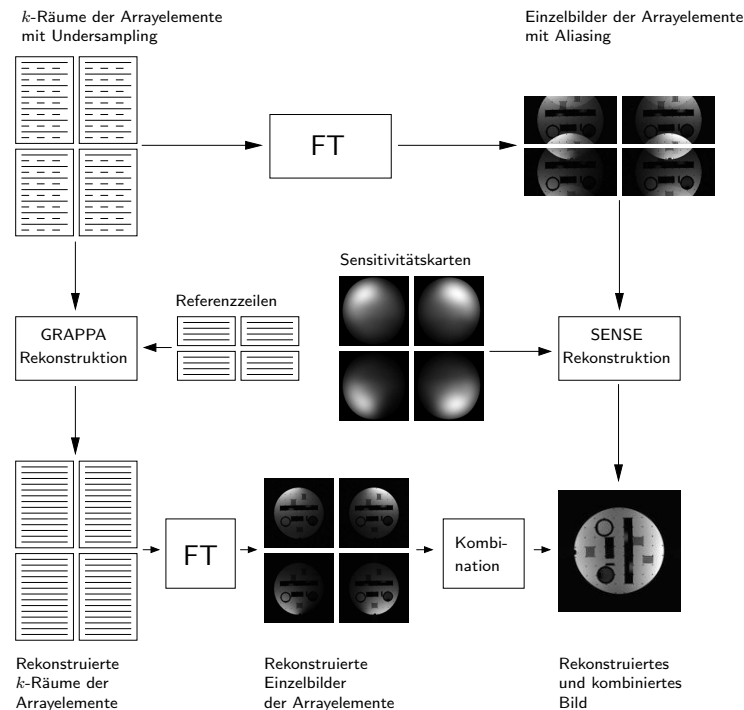 k-Räume der Arrayelemente
mit Undersampling
Einzelbilder der Arrayelemente
mit Aliasing
FT
Sensitivitätskarten
Referenzzeilen
GRAPPA
Rekonstruktion
SENSE
Rekonstruktion
FT
Kombi-
nation
Rekonstruierte
k-Räume der
Arrayelemente
Rekonstruierte
Einzelbilder
der Arrayelemente
Rekonstruiertes
und kombiniertes
Bild